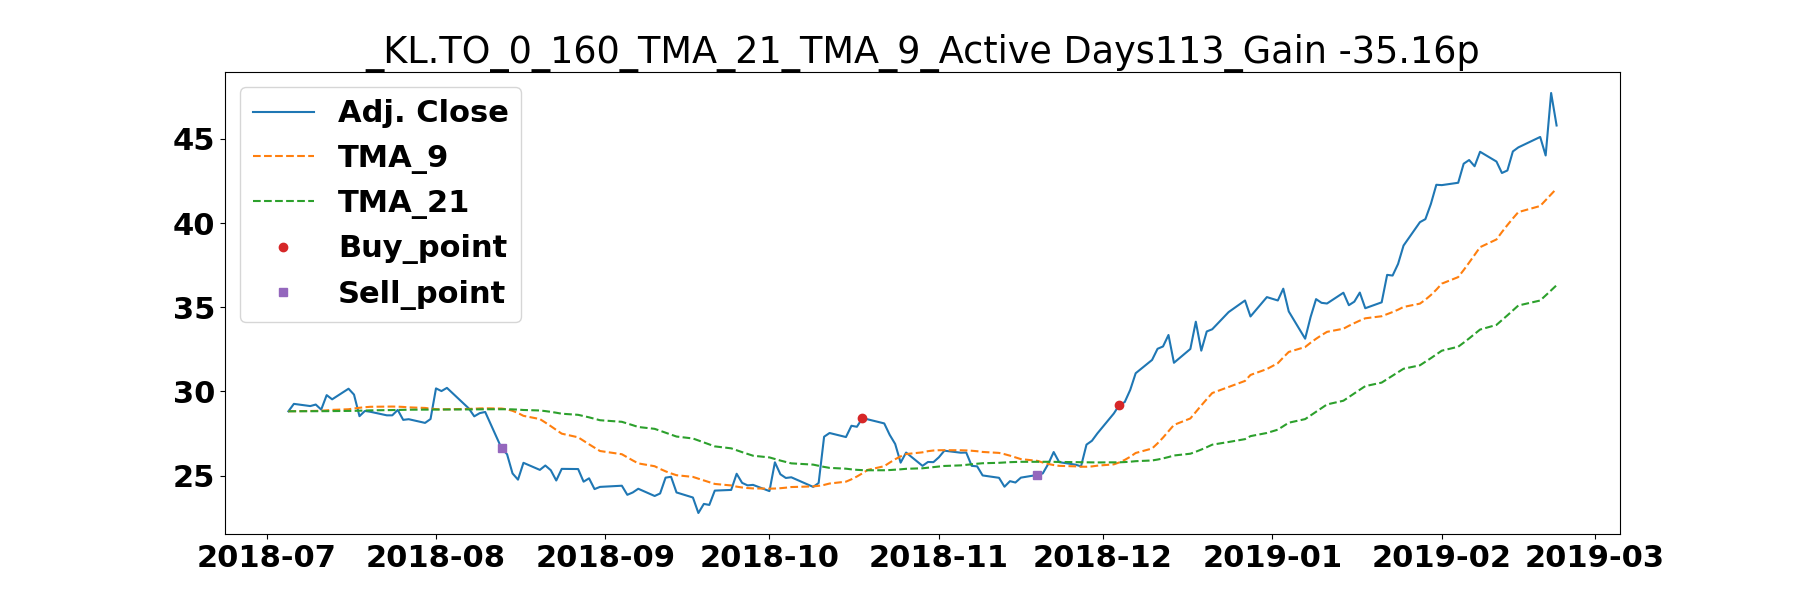 _KL.TO_0_160_TMA_21_TMA_9_Active Days113_Gain -35.16p
Adj. Close
TMA_9
TMA_21
Buy_point
Sell_point
45
40
35
30
25
2018-07 2018-08 2018-09 2018-10 2018-11 2018-12 2019-01 2019-02 2019-03